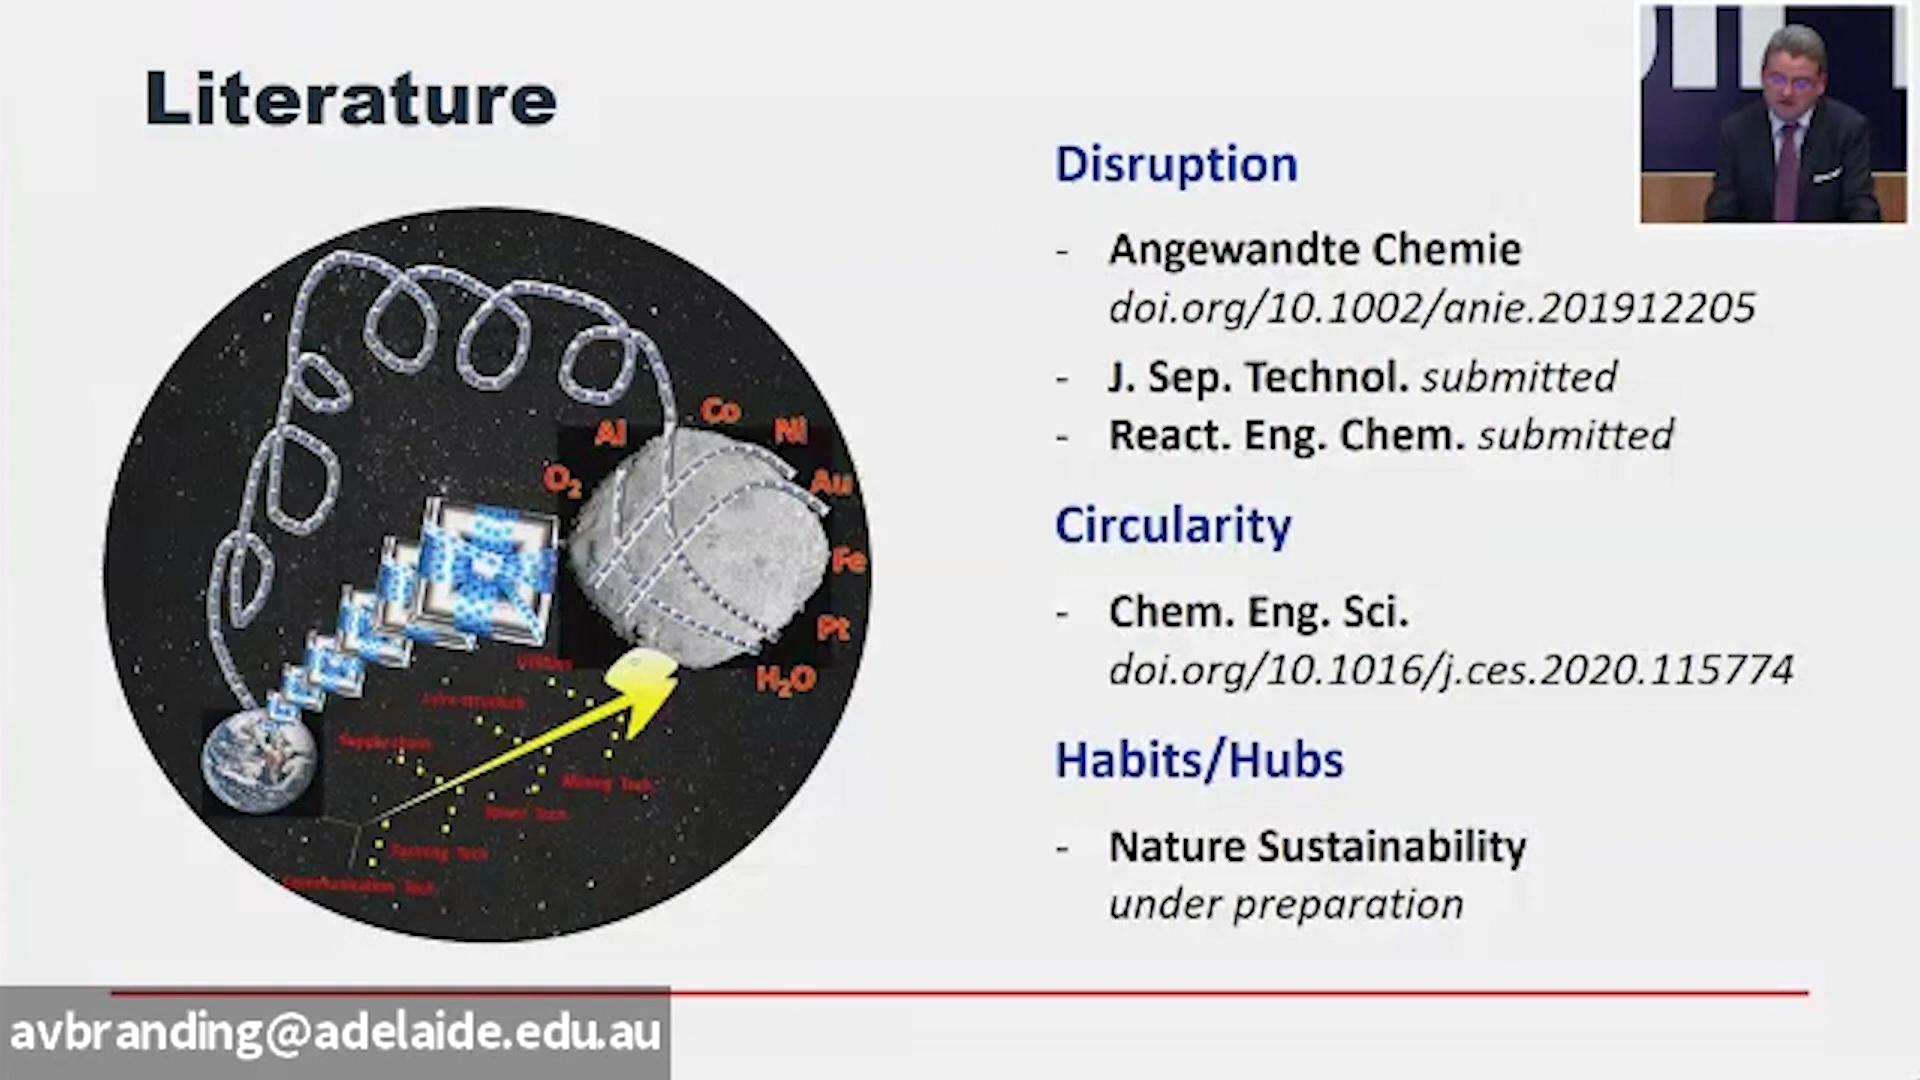 Literature
Disruption
- Angewandte Chemie
doi.org/10.1002/anie.201912205
- J. Sep. Technol. submitted
- React. Eng. Chem. submitted
Circularity
- Chem. Eng. Sci.
doi.org/10.1016/j.ces.2020.115774
Habits/Hubs
- Nature Sustainability
under preparation
Co
Al
Ni
O₂
Au
Fe
Pt
H₂O
Utilities
Mining Tech
Communication Tech
avbranding@adelaide.edu.au